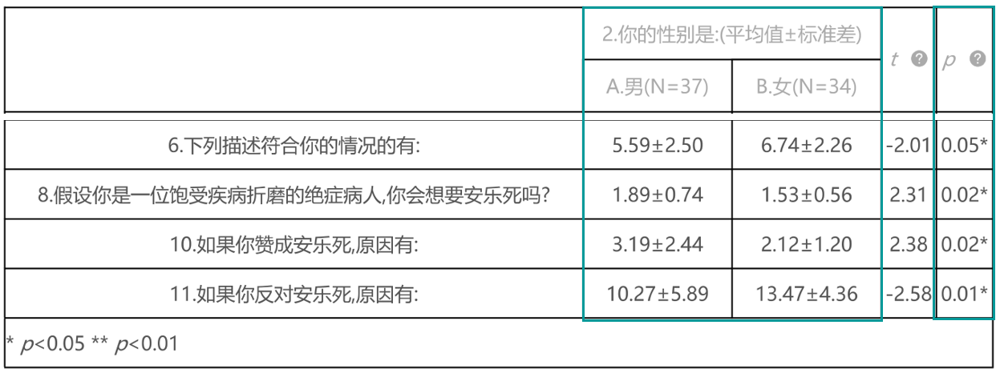 2.你的性别是:(平均值±标准差) t ? p ?
A.男(N=37) B.女(N=34)
6.下列描述符合你的情况的有: 5.59±2.50 6.74±2.26 -2.01 0.05*
8.假设你是一位饱受疾病折磨的绝症病人,你会想要安乐死吗? 1.89±0.74 1.53±0.56 2.31 0.02*
10.如果你赞成安乐死,原因有: 3.19±2.44 2.12±1.20 2.38 0.02*
11.如果你反对安乐死,原因有: 10.27±5.89 13.47±4.36 -2.58 0.01*
* p<0.05 ** p<0.01